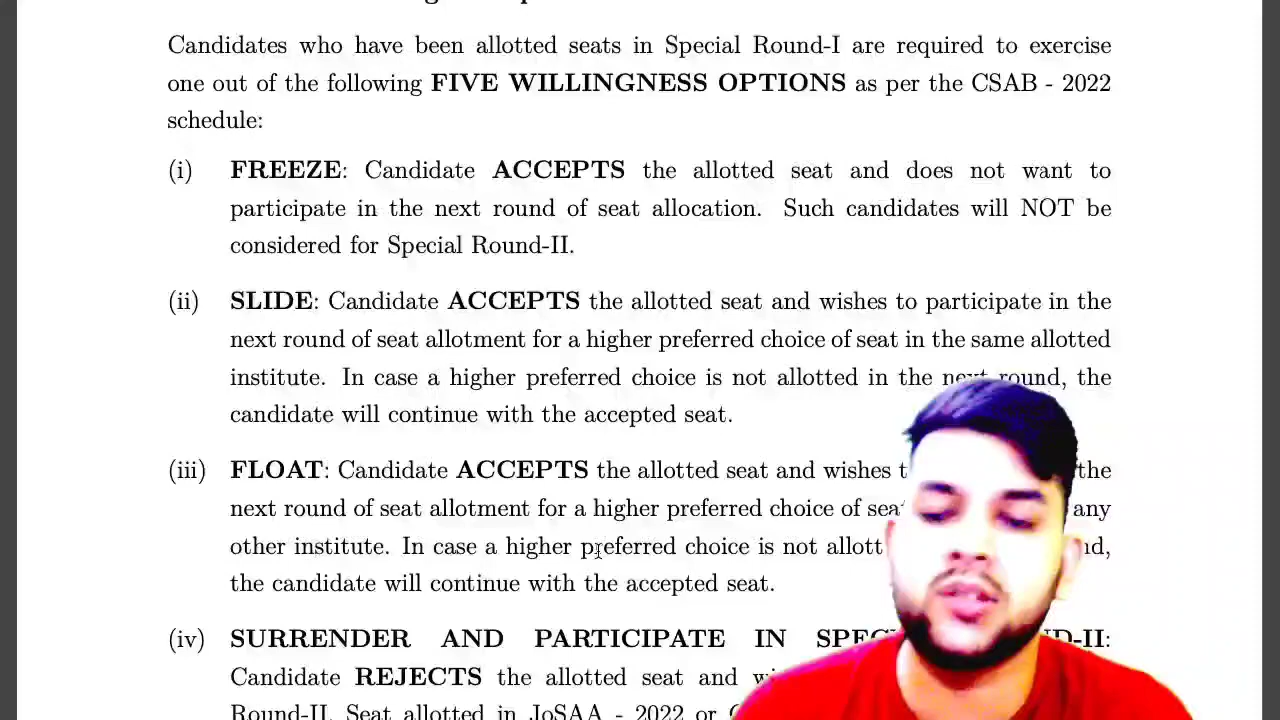 Candidates who have been allotted seats in Special Round-I are required to exercise
one out of the following FIVE WILLINGNESS OPTIONS as per the CSAB - 2022
schedule:
(i) FREEZE: Candidate ACCEPTS the allotted seat and does not want to
participate in the next round of seat allocation. Such candidates will NOT be
considered for Special Round-II.
(ii) SLIDE: Candidate ACCEPTS the allotted seat and wishes to participate in the
next round of seat allotment for a higher preferred choice of seat in the same allotted
institute. In case a higher preferred choice is not allotted in the next round, the
candidate will continue with the accepted seat.
(iii) FLOAT: Candidate ACCEPTS the allotted seat and wishes the
next round of seat allotment for a higher preferred choice of seat any
other institute. In case a higher preferred choice is not
the candidate will continue with the accepted seat.
(iv) SURRENDER AND PARTICIPATE IN
Candidate REJECTS the allotted seat and
Round-II. Seat allotted in JoSAA - 2022 or